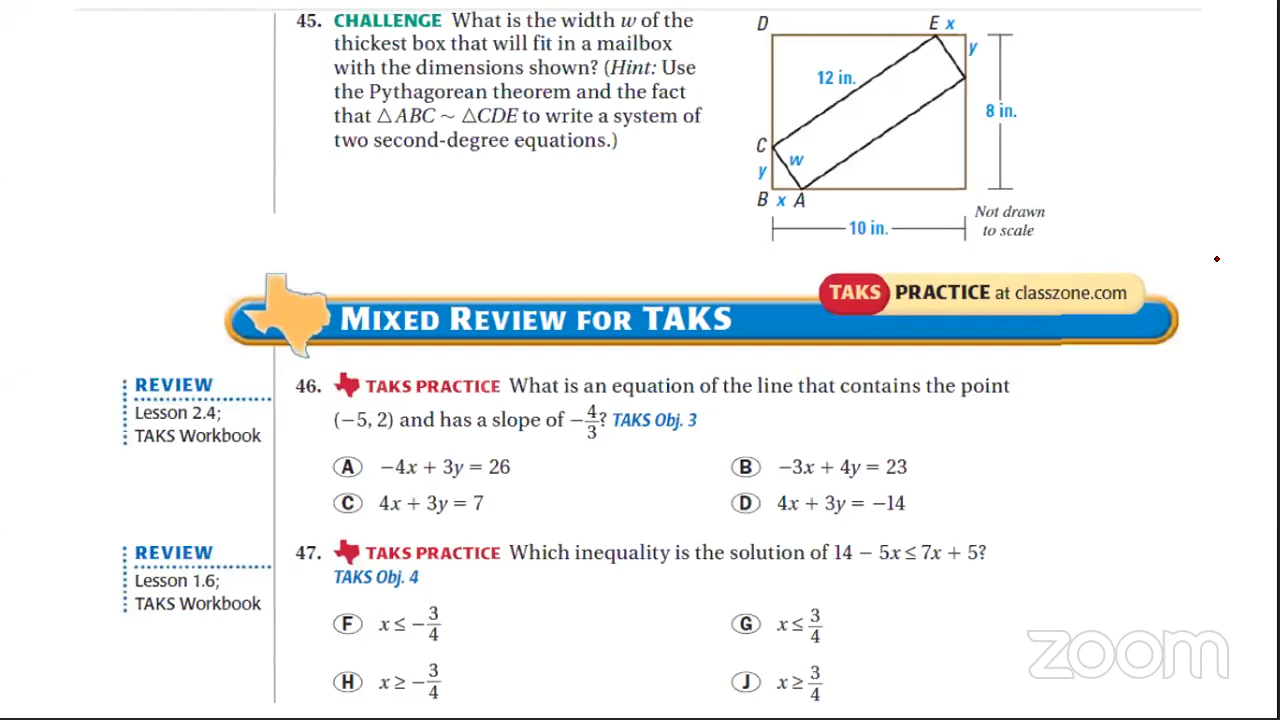 45. CHALLENGE What is the width w of the
thickest box that will fit in a mailbox
with the dimensions shown? (Hint: Use
the Pythagorean theorem and the fact
that △ABC ~ △CDE to write a system of
two second-degree equations.)
D
E x
y
12 in.
8 in.
C
w
y
B x A
10 in.
Not drawn
to scale
TAKS PRACTICE at classzone.com
MIXED REVIEW FOR TAKS
REVIEW
Lesson 2.4;
TAKS Workbook
46. TAKS PRACTICE What is an equation of the line that contains the point
(−5, 2) and has a slope of −4/3? TAKS Obj. 3
A −4x + 3y = 26
B −3x + 4y = 23
C 4x + 3y = 7
D 4x + 3y = −14
REVIEW
Lesson 1.6;
TAKS Workbook
47. TAKS PRACTICE Which inequality is the solution of 14 − 5x ≤ 7x + 5?
TAKS Obj. 4
F x ≤ −3/4
G x ≤ 3/4
H x ≥ −3/4
J x ≥ 3/4
zoom